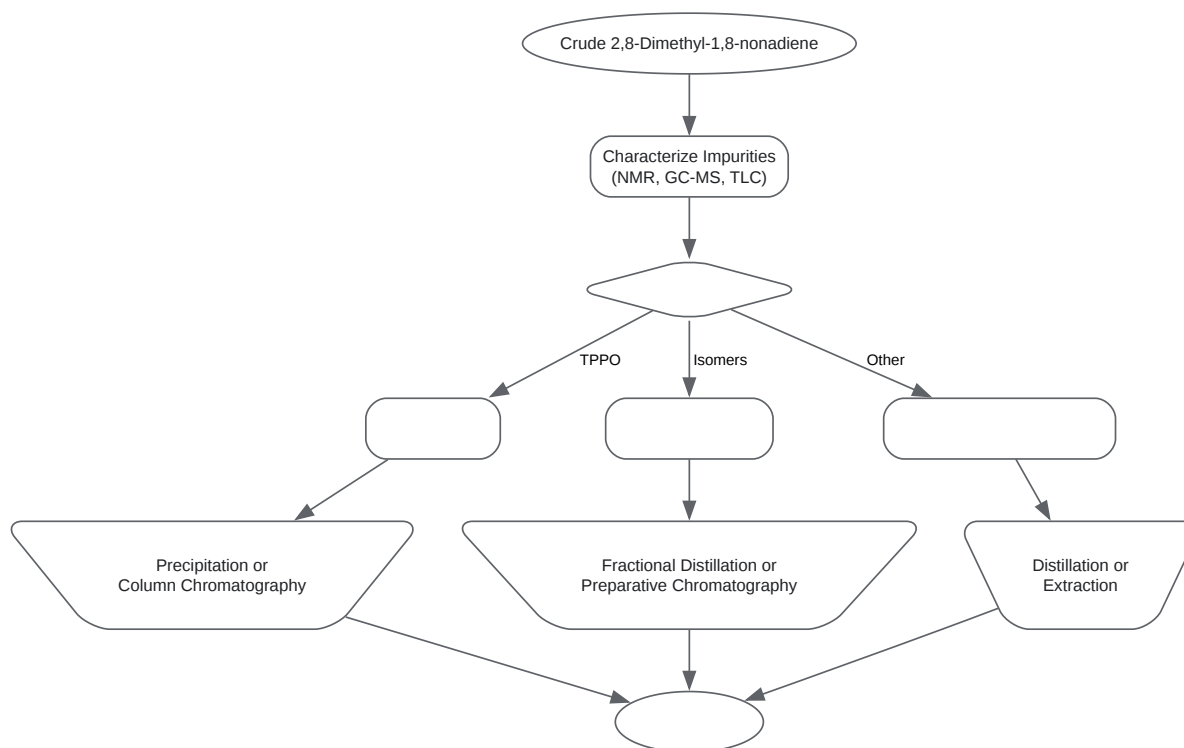 Crude 2,8-Dimethyl-1,8-nonadiene
Characterize Impurities
(NMR, GC-MS, TLC)
TPPO
Isomers
Other
Precipitation or
Column Chromatography
Fractional Distillation or
Preparative Chromatography
Distillation or
Extraction